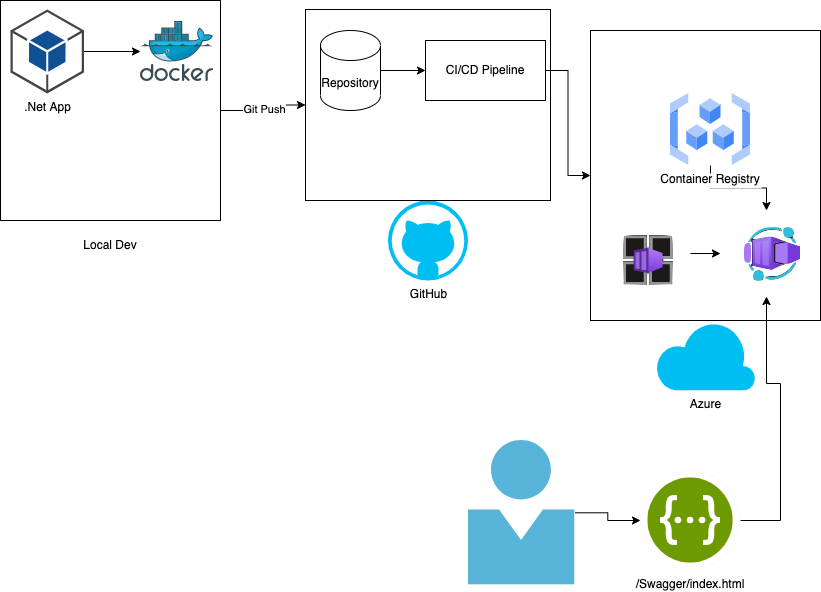 docker
.Net App
Git Push
Local Dev
Repository
CI/CD Pipeline
GitHub
Container Registry
Azure
{...}
/Swagger/index.html